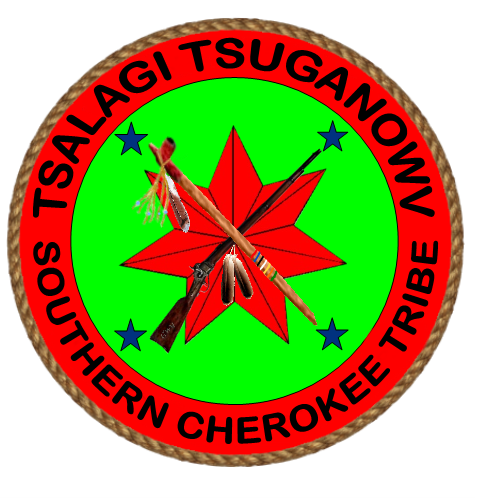 TSALAGI TSUGANOWV
SOUTHERN CHEROKEE TRIBE